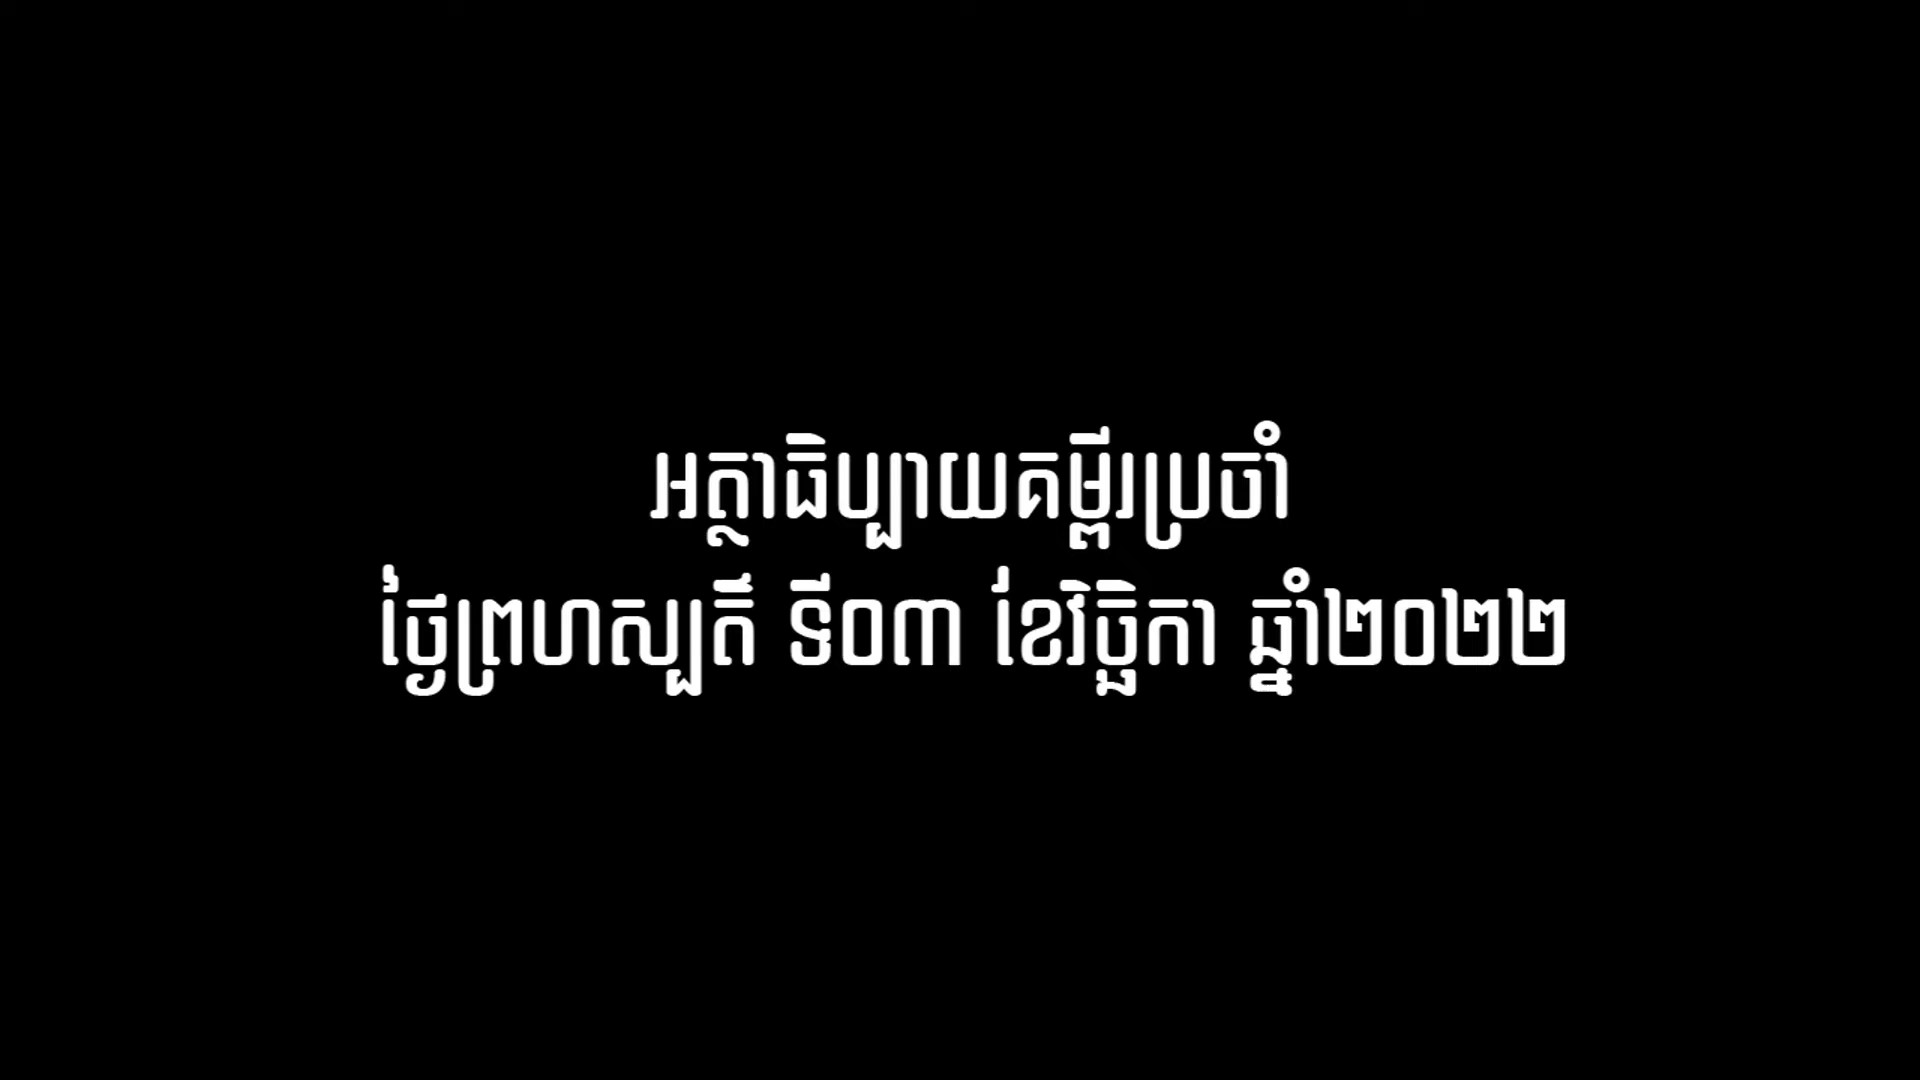 អត្ថាធិប្បាយគម្ពីរប្រចាំ
ថ្ងៃព្រហស្បតិ៍ ទី០៣ ខែវិច្ឆិកា ឆ្នាំ២០២២